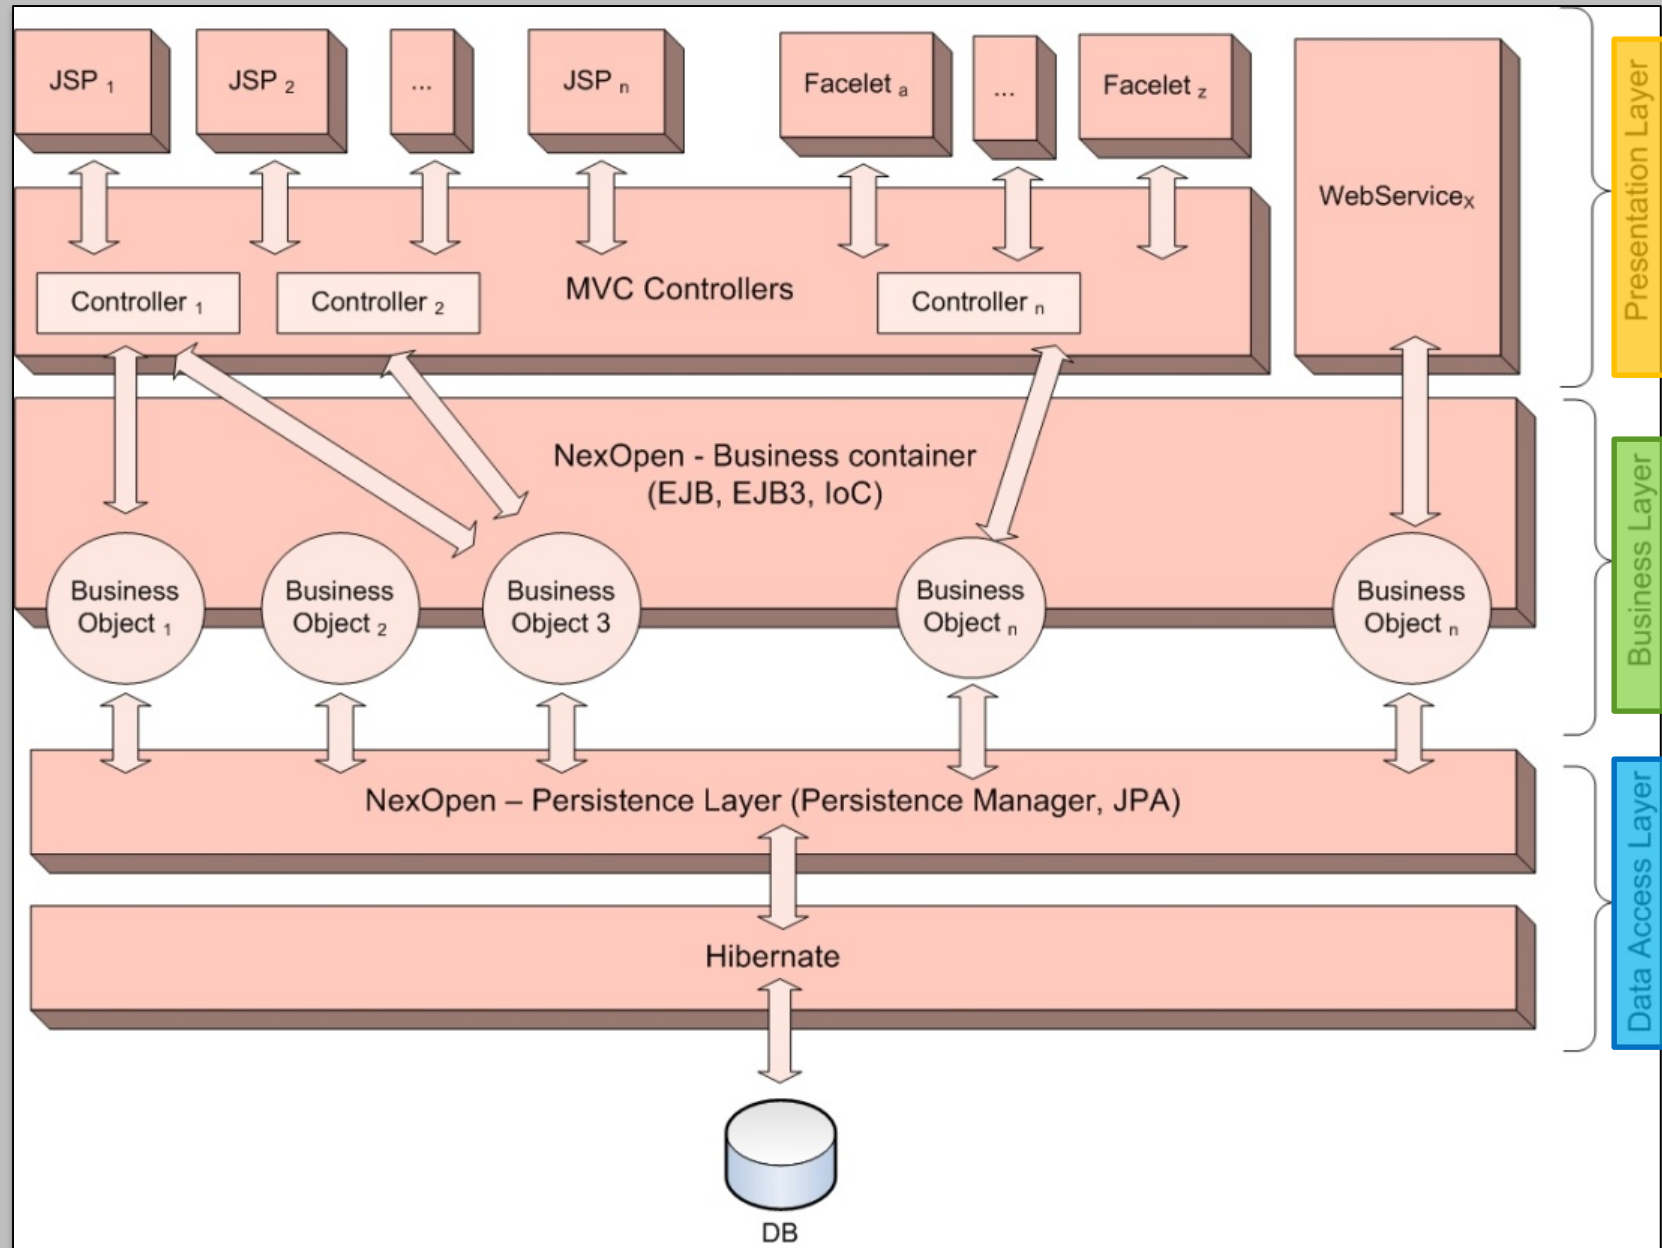 JSP 1
JSP 2
...
JSP n
Facelet a
...
Facelet z
WebServiceX
Presentation Layer
MVC Controllers
Controller 1
Controller 2
Controller n
NexOpen - Business container
(EJB, EJB3, IoC)
Business Layer
Business
Object 1
Business
Object 2
Business
Object 3
Business
Object n
Business
Object n
NexOpen – Persistence Layer (Persistence Manager, JPA)
Data Access Layer
Hibernate
DB